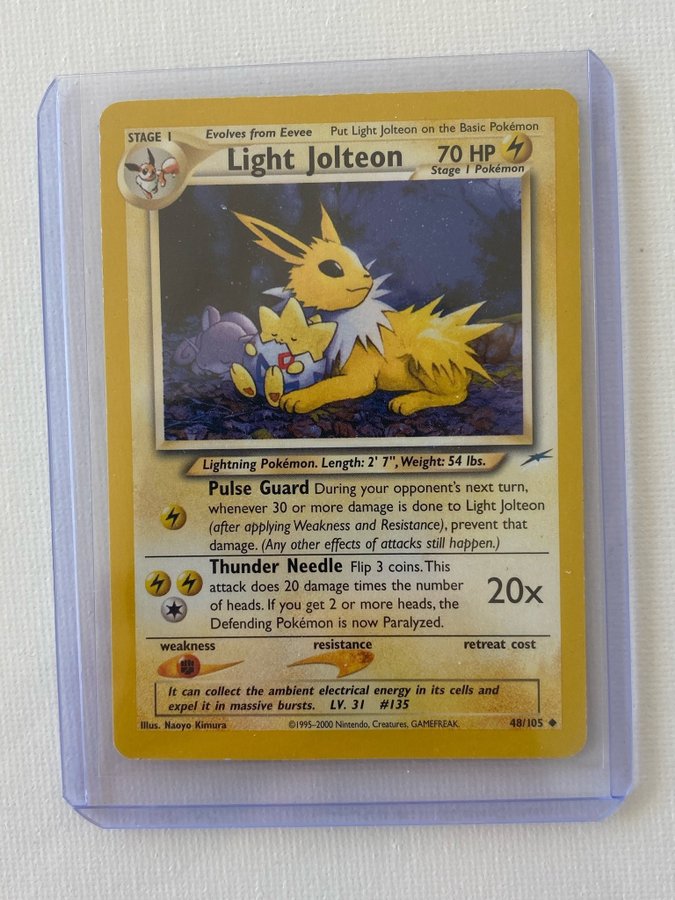 STAGE 1 Evolves from Eevee Put Light Jolteon on the Basic Pokémon
Light Jolteon 70 HP
Stage 1 Pokémon
Lightning Pokémon. Length: 2' 7", Weight: 54 lbs.
Pulse Guard During your opponent's next turn,
whenever 30 or more damage is done to Light Jolteon
(after applying Weakness and Resistance), prevent that
damage. (Any other effects of attacks still happen.)
Thunder Needle Flip 3 coins. This
attack does 20 damage times the number
of heads. If you get 2 or more heads, the
Defending Pokémon is now Paralyzed.
20x
weakness resistance retreat cost
It can collect the ambient electrical energy in its cells and
expel it in massive bursts. LV. 31 #135
Illus. Naoyo Kimura ©1995-2000 Nintendo, Creatures, GAMEFREAK. 48/105